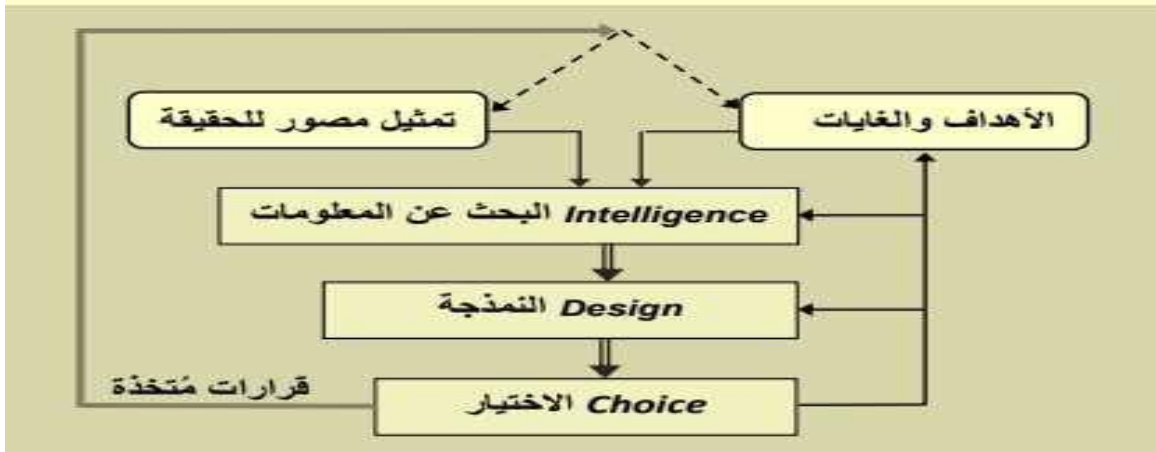 الأهداف والغايات
تمثيل مصور للحقيقة
البحث عن المعلومات Intelligence
النمذجة Design
الاختيار Choice
قرارات مُتخذة